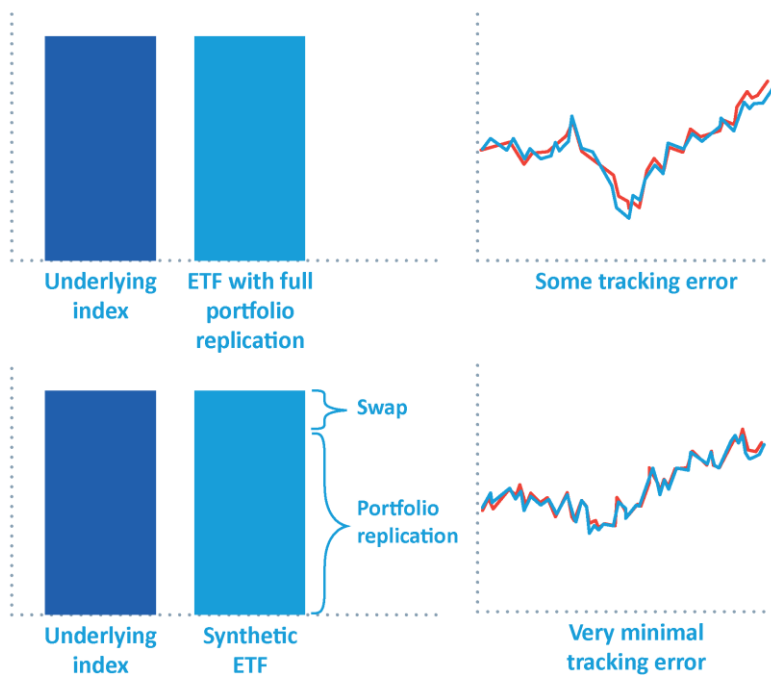 Underlying
index
ETF with full
portfolio
replication
Some tracking error
Swap
Portfolio
replication
Underlying
index
Synthetic
ETF
Very minimal
tracking error